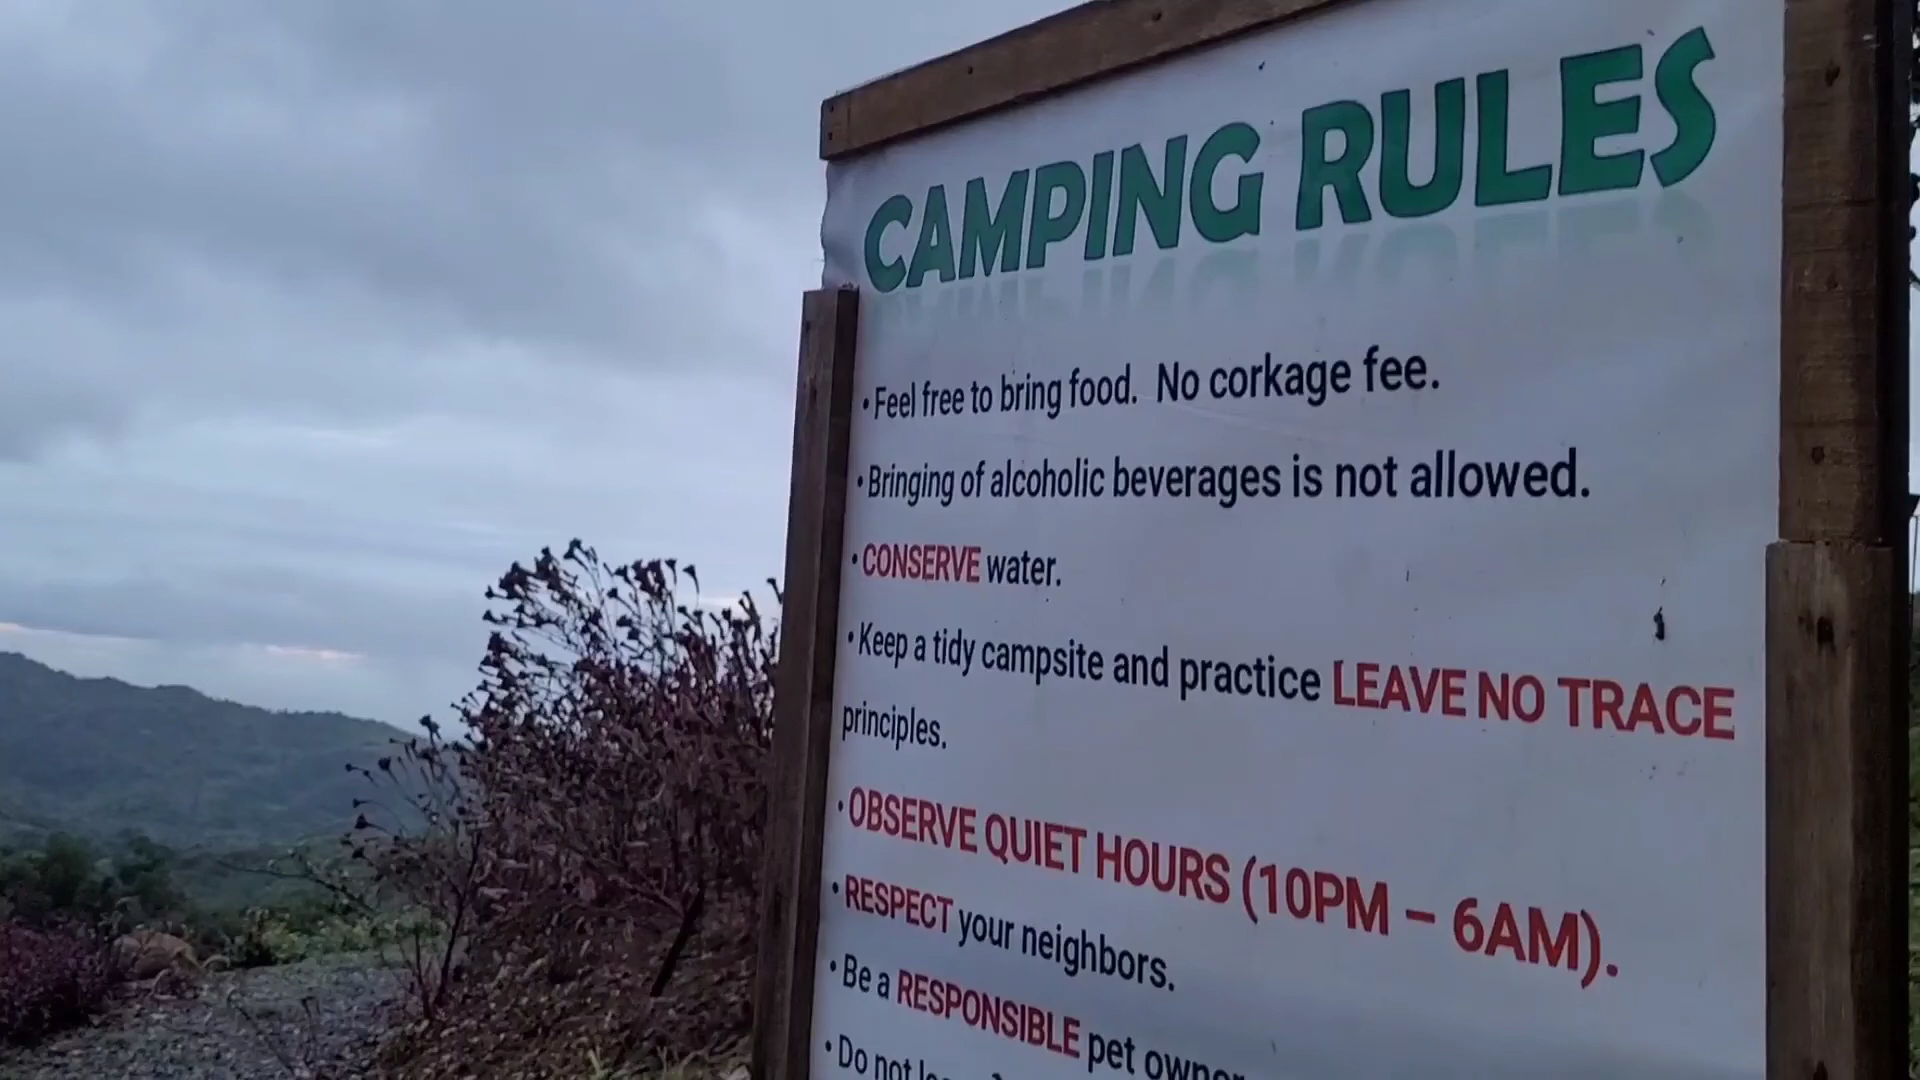 CAMPING RULES
• Feel free to bring food. No corkage fee.
• Bringing of alcoholic beverages is not allowed.
• CONSERVE water.
• Keep a tidy campsite and practice LEAVE NO TRACE
principles.
• OBSERVE QUIET HOURS (10PM – 6AM).
• RESPECT your neighbors.
• Be a RESPONSIBLE pet owner
• Do not